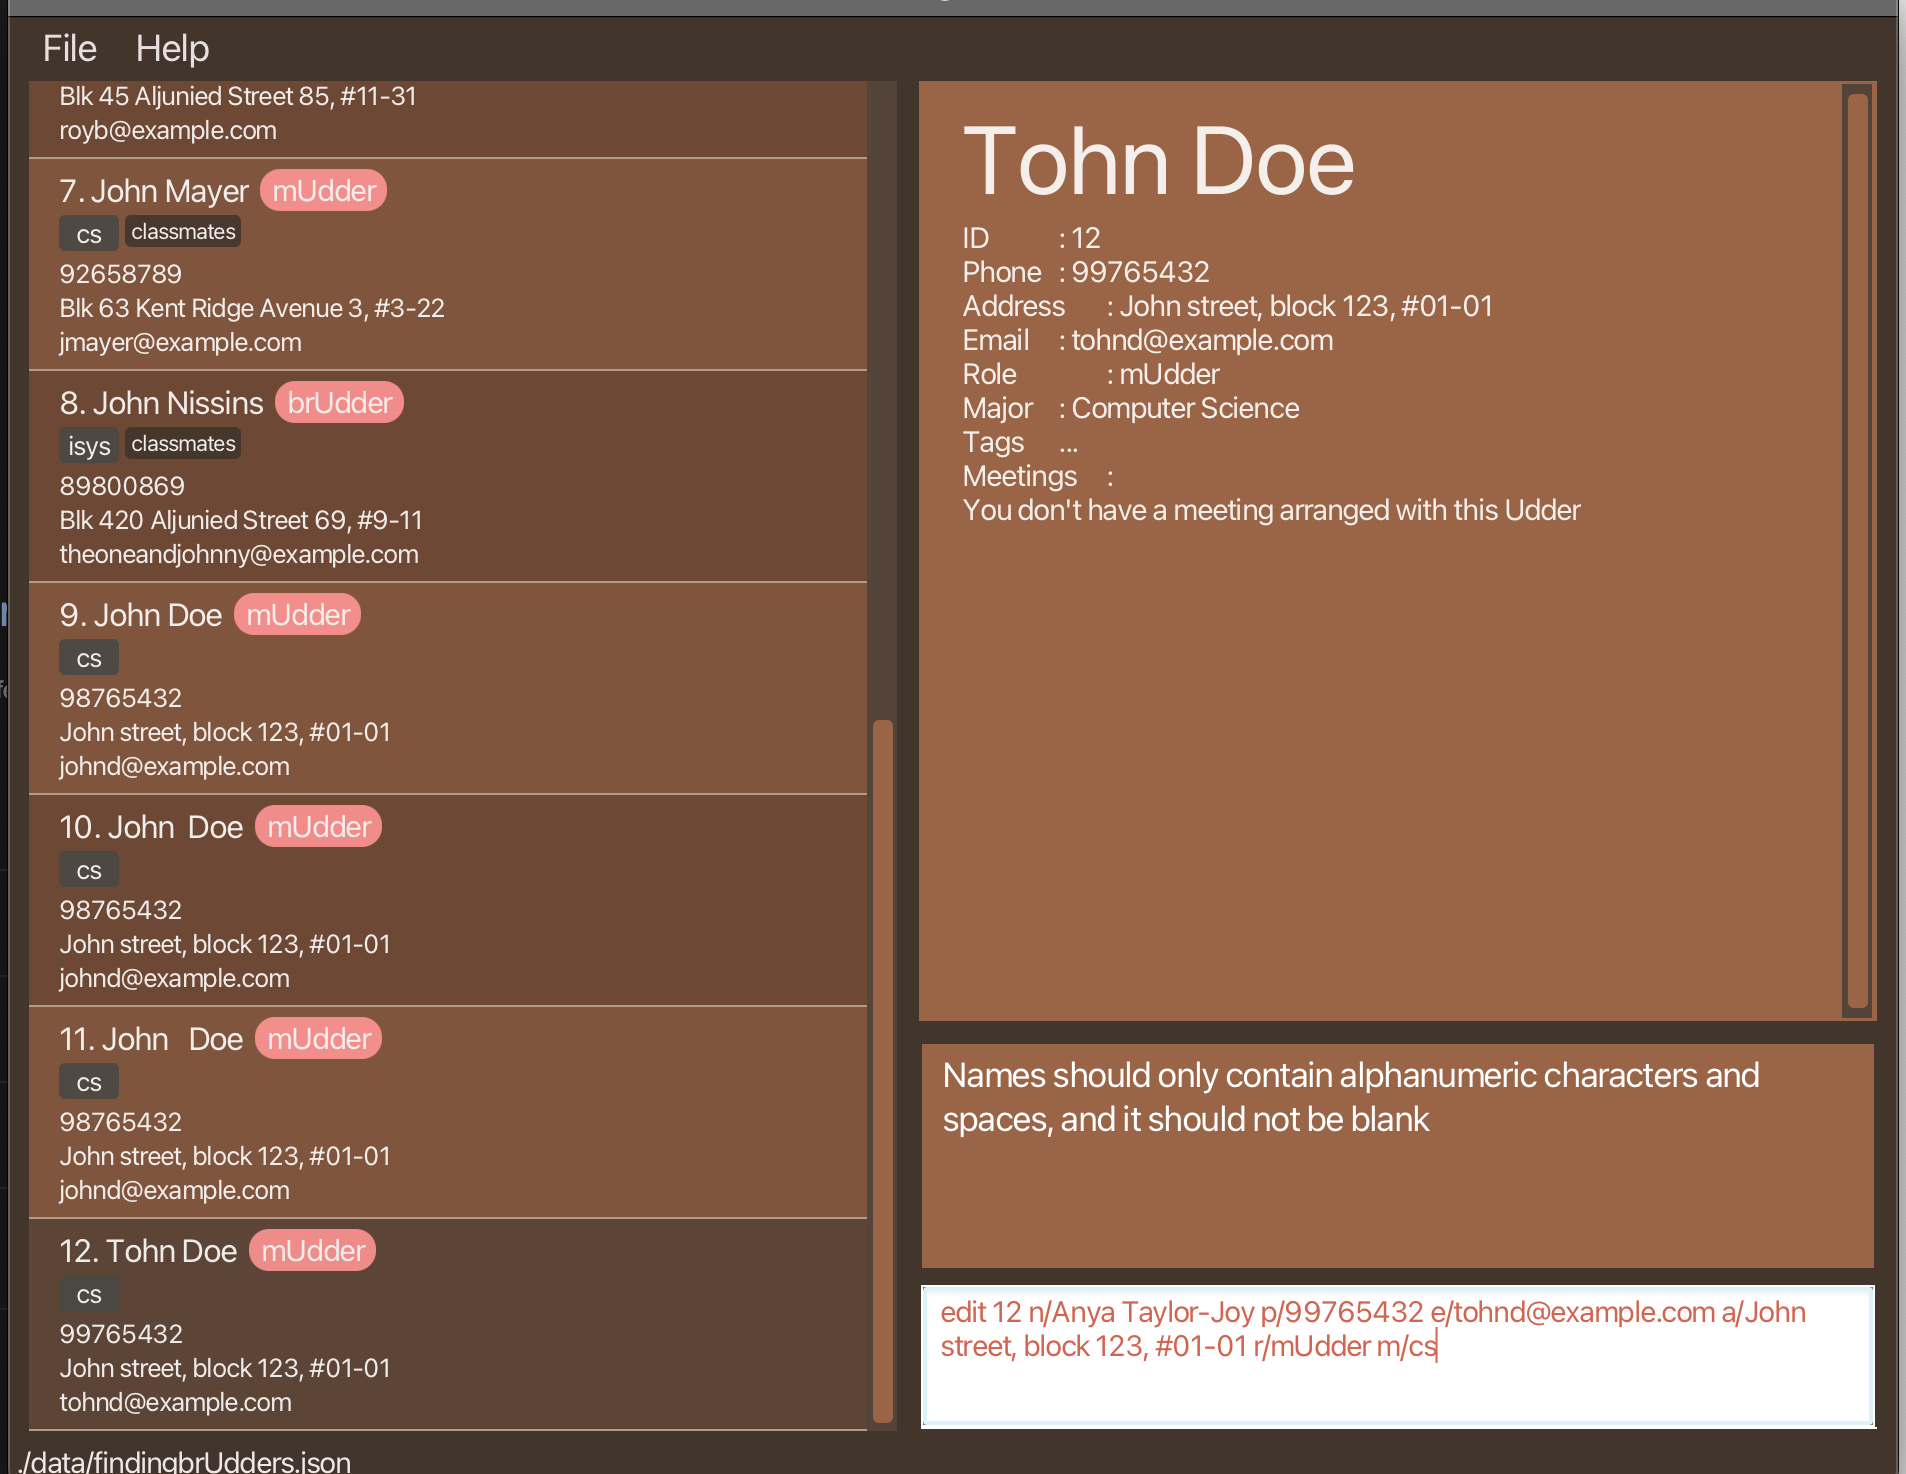 File Help
Blk 45 Aljunied Street 85, #11-31
royb@example.com
7. John Mayer mUdder
cs classmates
92658789
Blk 63 Kent Ridge Avenue 3, #3-22
jmayer@example.com
8. John Nissins brUdder
isys classmates
89800869
Blk 420 Aljunied Street 69, #9-11
theoneandjohnny@example.com
9. John Doe mUdder
cs
98765432
John street, block 123, #01-01
johnd@example.com
10. John  Doe mUdder
cs
98765432
John street, block 123, #01-01
johnd@example.com
11. John   Doe mUdder
cs
98765432
John street, block 123, #01-01
johnd@example.com
12. Tohn Doe mUdder
cs
99765432
John street, block 123, #01-01
tohnd@example.com
Tohn Doe
ID : 12
Phone : 99765432
Address : John street, block 123, #01-01
Email : tohnd@example.com
Role : mUdder
Major : Computer Science
Tags ...
Meetings :
You don't have a meeting arranged with this Udder
Names should only contain alphanumeric characters and
spaces, and it should not be blank
edit 12 n/Anya Taylor-Joy p/99765432 e/tohnd@example.com a/John
street, block 123, #01-01 r/mUdder m/cs
./data/findingbrUdders.json